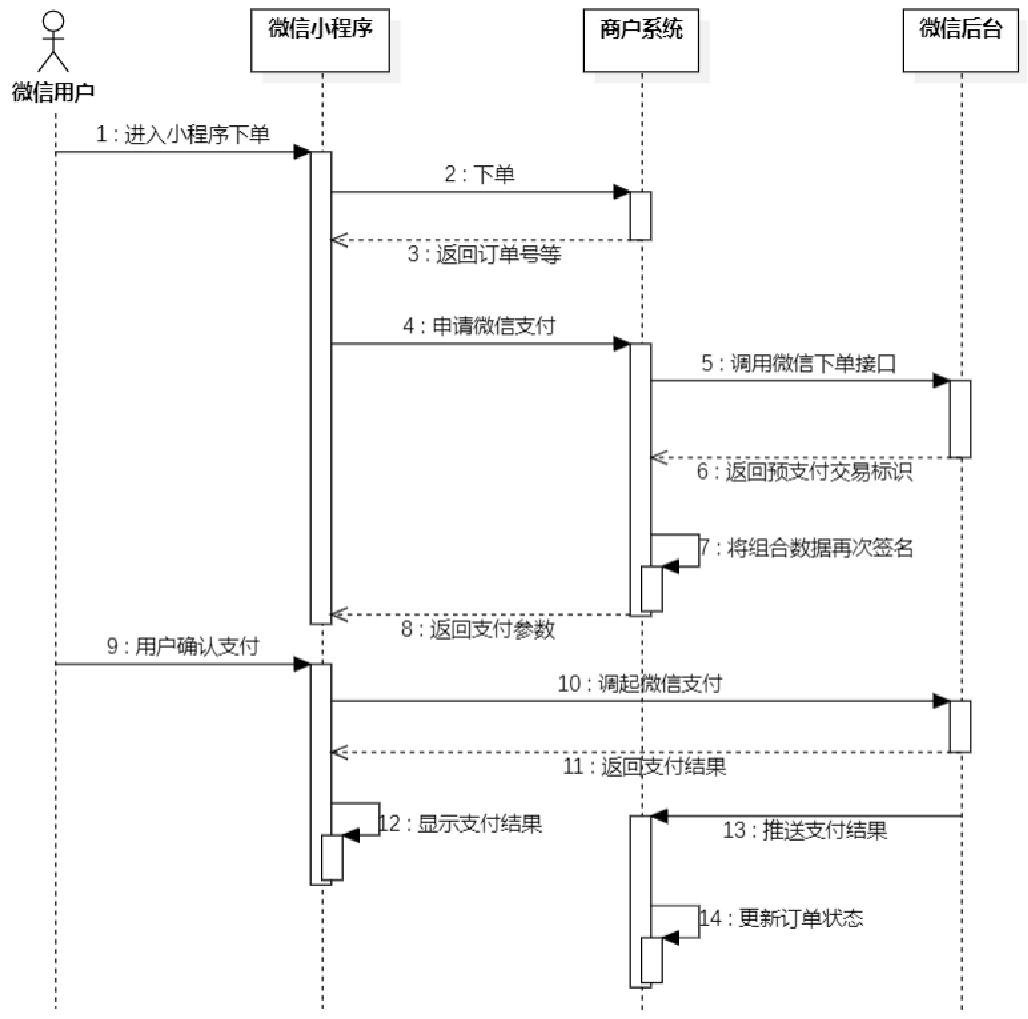 微信用户
微信小程序
商户系统
微信后台
1 : 进入小程序下单
2 : 下单
3 : 返回订单号等
4 : 申请微信支付
5 : 调用微信下单接口
6 : 返回预支付交易标识
7 : 将组合数据再次签名
8 : 返回支付参数
9 : 用户确认支付
10 : 调起微信支付
11 : 返回支付结果
12 : 显示支付结果
13 : 推送支付结果
14 : 更新订单状态